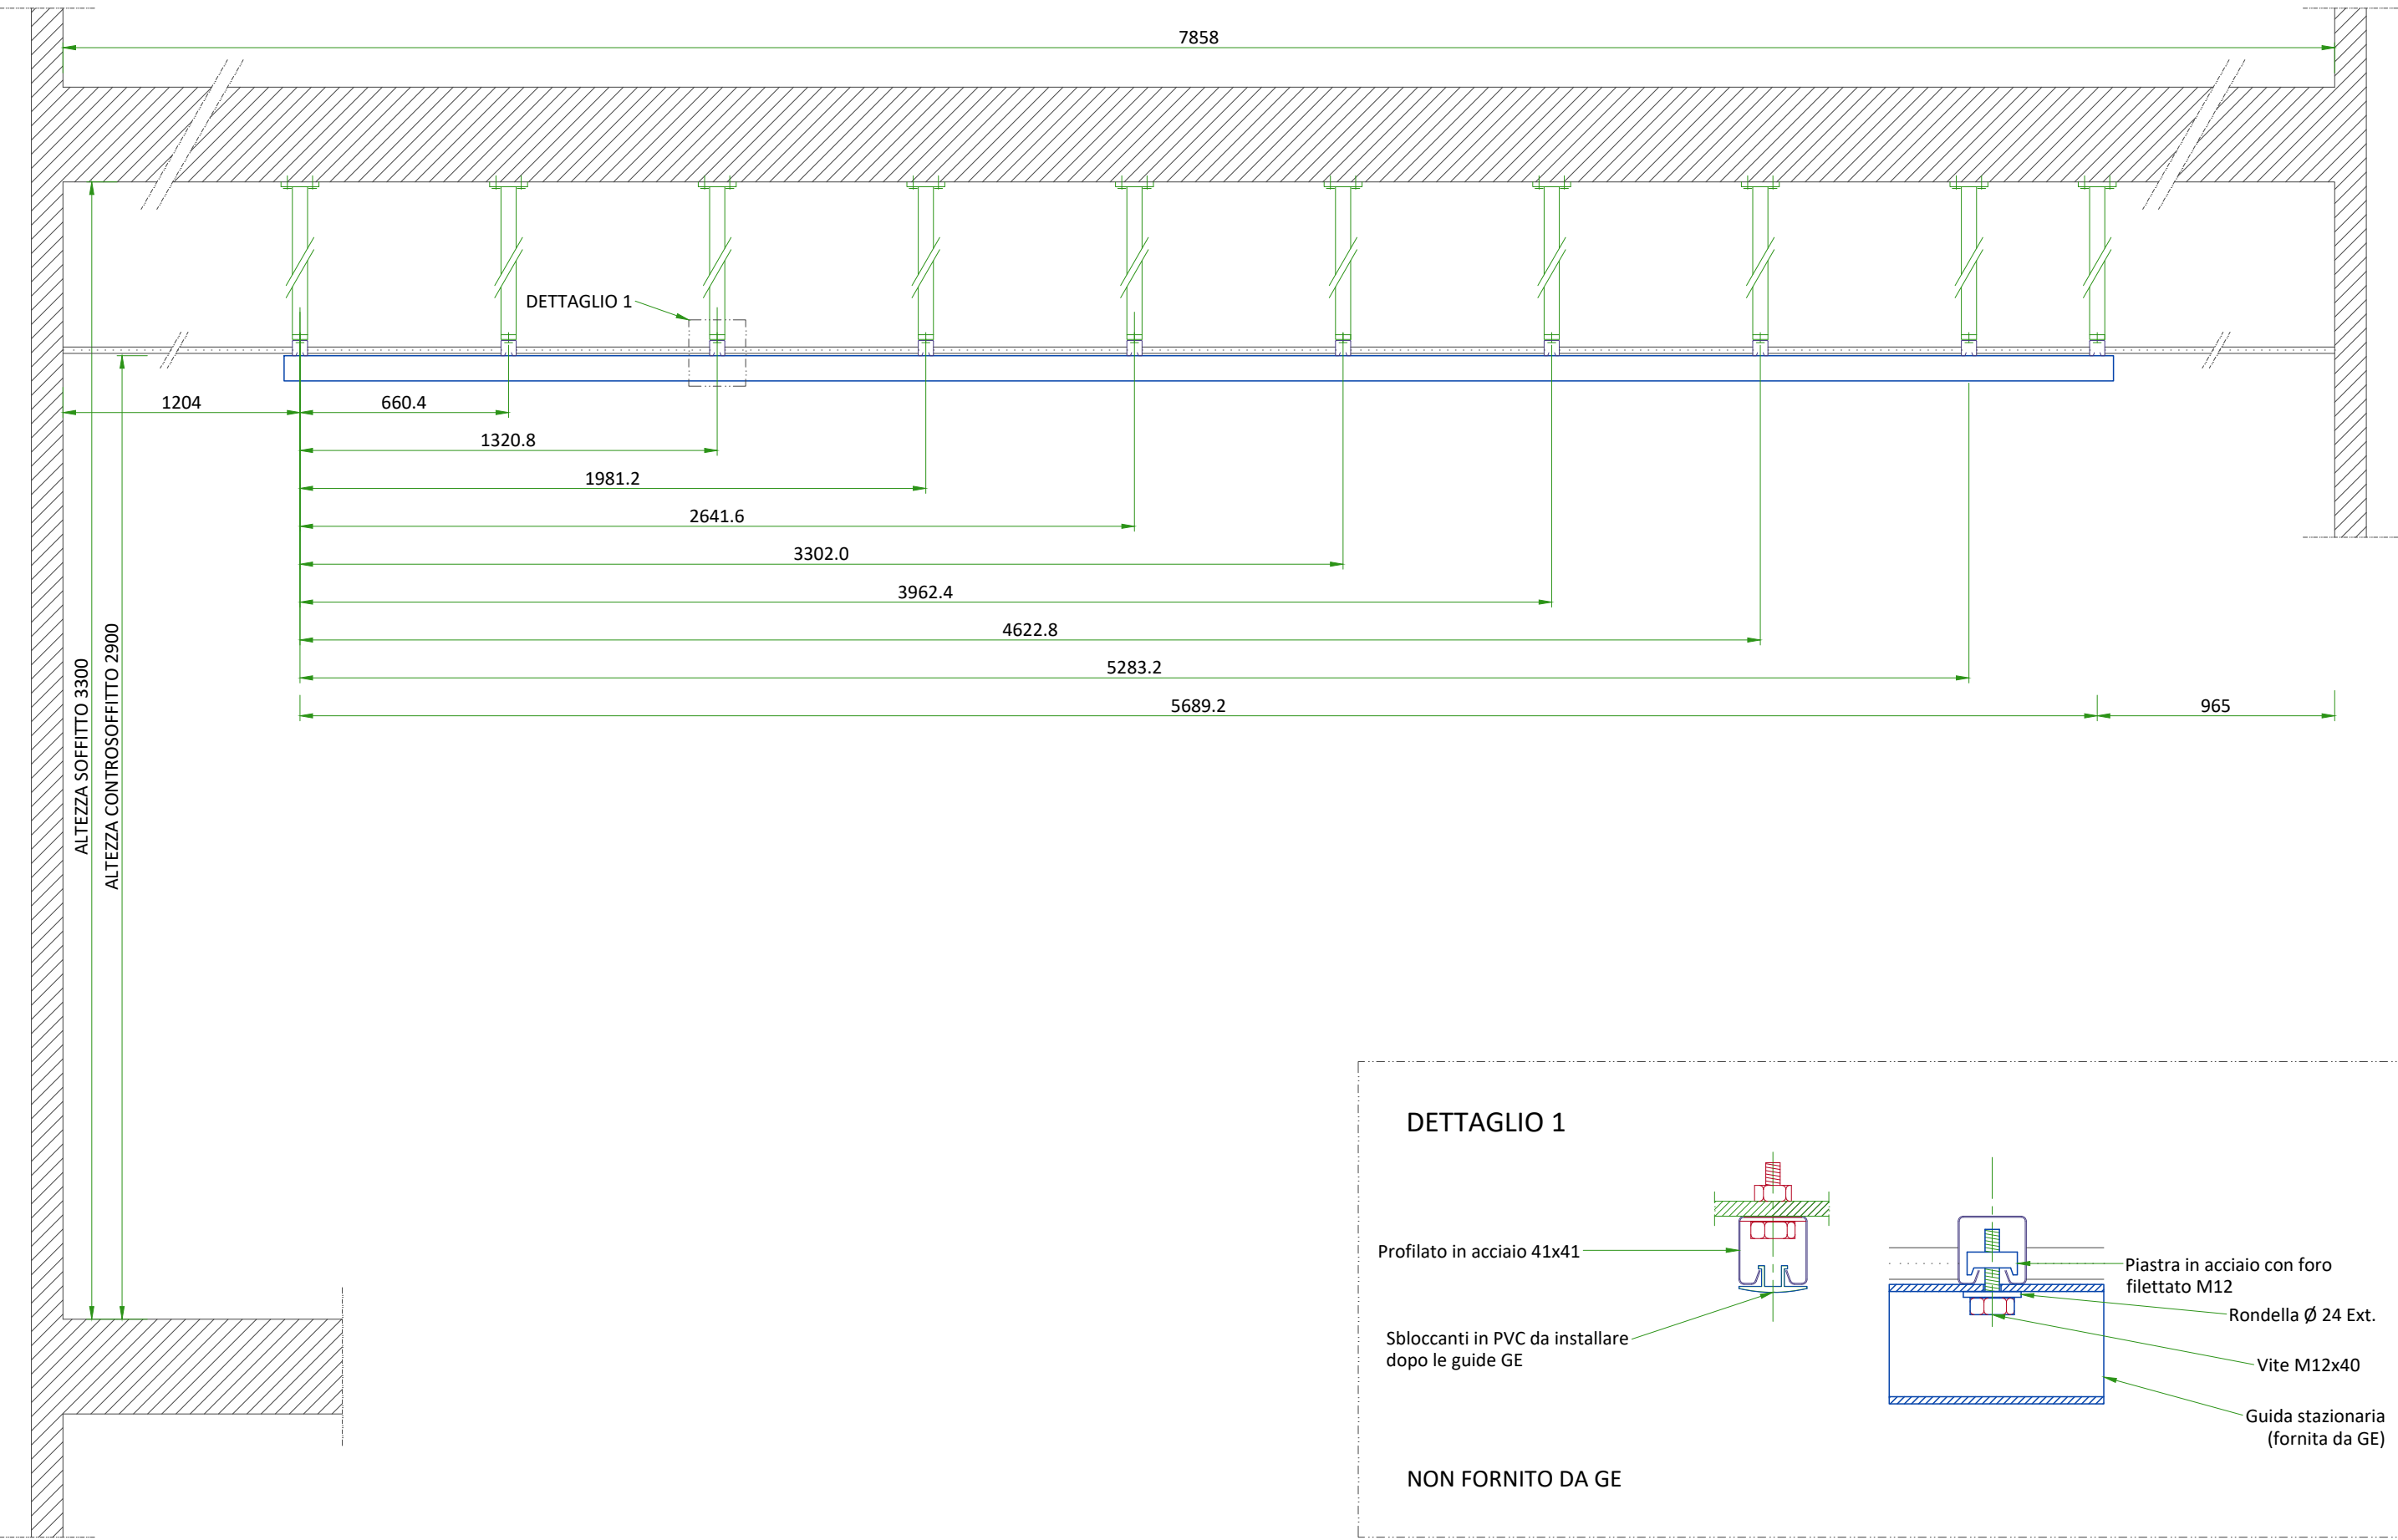 7858
DETTAGLIO 1
1204
660.4
1320.8
1981.2
2641.6
3302.0
3962.4
4622.8
5283.2
5689.2
965
ALTEZZA SOFFITTO 3300
ALTEZZA CONTROSOFFITTO 2900
DETTAGLIO 1
Profilato in acciaio 41x41
Sbloccanti in PVC da installare
dopo le guide GE
Piastra in acciaio con foro
filettato M12
Rondella Ø 24 Ext.
Vite M12x40
Guida stazionaria
(fornita da GE)
NON FORNITO DA GE